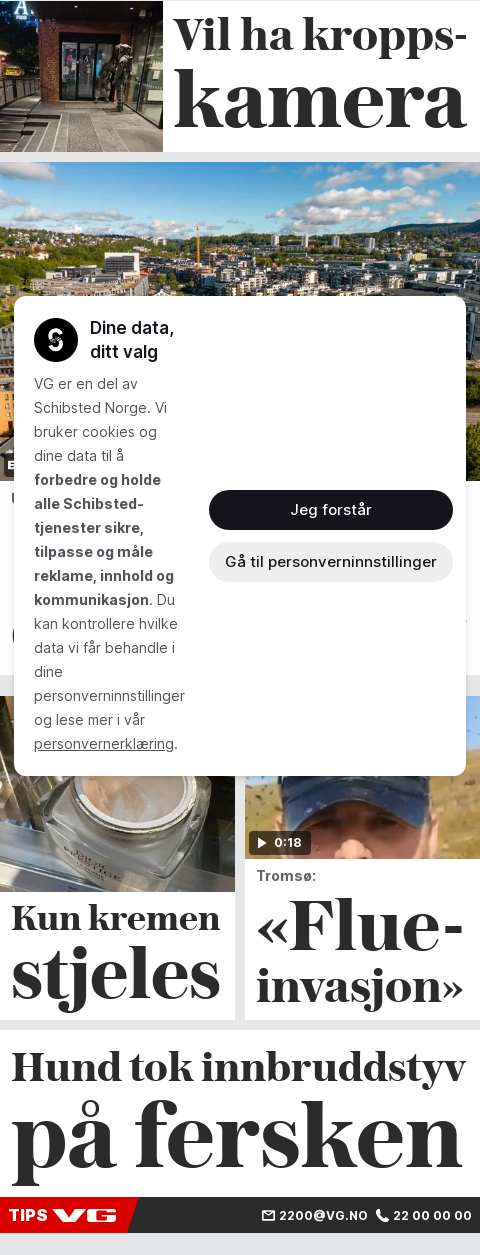 FOOD
Vil ha kropps-
kamera
Dine data,
ditt valg
VG er en del av
Schibsted Norge. Vi
bruker cookies og
dine data til å
forbedre og holde
alle Schibsted-
tjenester sikre,
tilpasse og måle
reklame, innhold og
kommunikasjon. Du
kan kontrollere hvilke
data vi får behandle i
dine
personverninnstillinger
og lese mer i vår
personvernerklæring.
Jeg forstår
Gå til personverninnstillinger
DIOR
PRESTIGE
0:18
Kun kremen
stjeles
Tromsø:
«Flue-
invasjon»
Hund tok innbruddstyv
på fersken
TIPS VG
2200@VG.NO 22 00 00 00